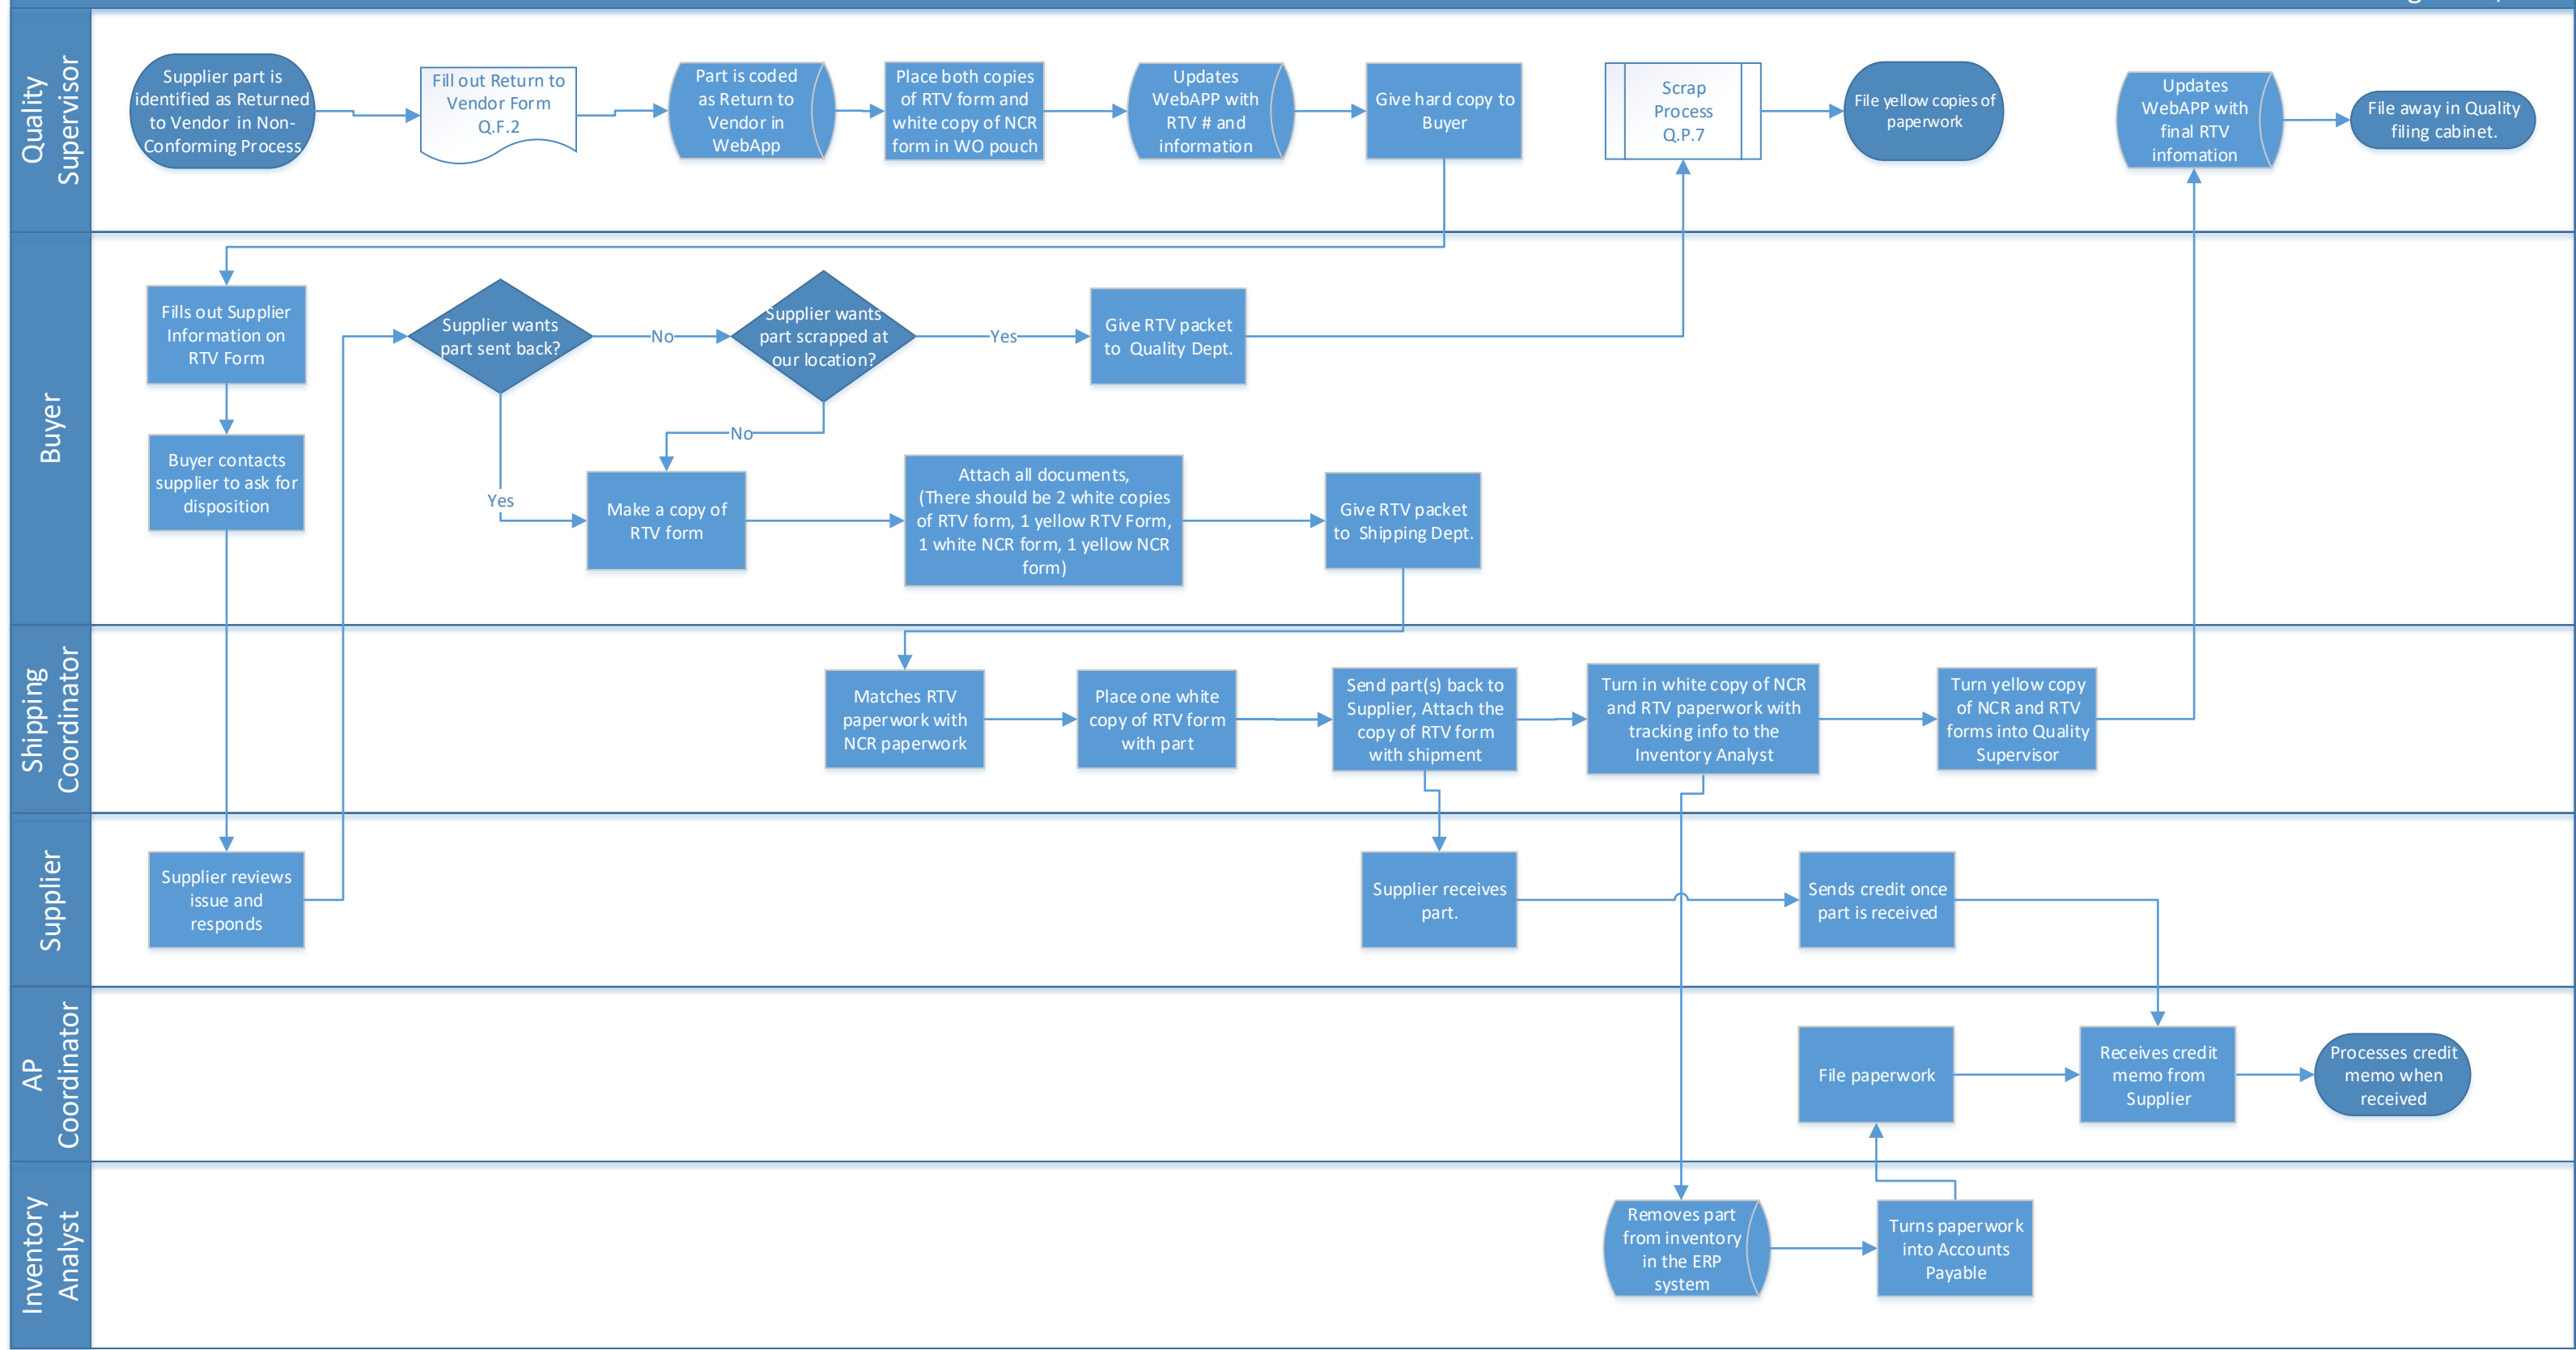 Quality
Supervisor
Supplier part is
identified as Returned
to Vendor in Non-
Conforming Process
Fill out Return to
Vendor Form
Q.F.2
Part is coded
as Return to
Vendor in
WebApp
Place both copies
of RTV form and
white copy of NCR
form in WO pouch
Updates
WebAPP with
RTV # and
information
Give hard copy to
Buyer
Scrap
Process
Q.P.7
File yellow copies of
paperwork
Updates
WebAPP with
final RTV
infomation
File away in Quality
filing cabinet.
Buyer
Fills out Supplier
Information on
RTV Form
Supplier wants
part sent back?
No
Supplier wants
part scrapped at
our location?
Yes
Give RTV packet
to Quality Dept.
No
Buyer contacts
supplier to ask for
disposition
Yes
Make a copy of
RTV form
Attach all documents,
(There should be 2 white copies
of RTV form, 1 yellow RTV Form,
1 white NCR form, 1 yellow NCR
form)
Give RTV packet
to Shipping Dept.
Shipping
Coordinator
Matches RTV
paperwork with
NCR paperwork
Place one white
copy of RTV form
with part
Send part(s) back to
Supplier, Attach the
copy of RTV form
with shipment
Turn in white copy of NCR
and RTV paperwork with
tracking info to the
Inventory Analyst
Turn yellow copy
of NCR and RTV
forms into Quality
Supervisor
Supplier
Supplier reviews
issue and
responds
Supplier receives
part.
Sends credit once
part is received
AP
Coordinator
File paperwork
Receives credit
memo from
Supplier
Processes credit
memo when
received
Inventory
Analyst
Removes part
from inventory
in the ERP
system
Turns paperwork
into Accounts
Payable